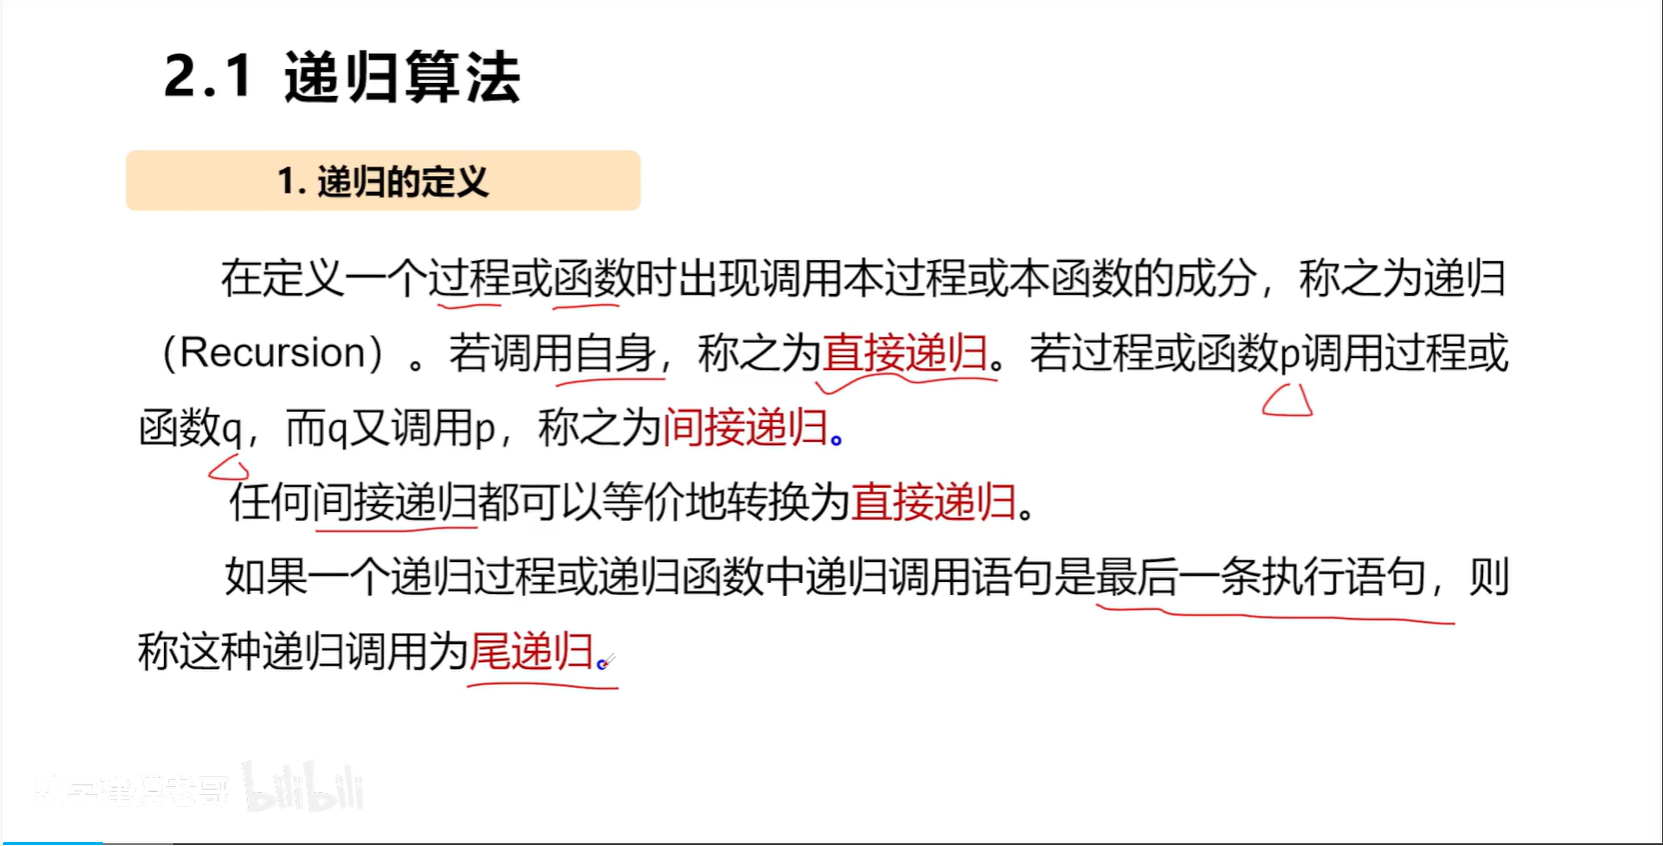 2.1 递归算法
1. 递归的定义
在定义一个过程或函数时出现调用本过程或本函数的成分，称之为递归
（Recursion）。若调用自身，称之为直接递归。若过程或函数p调用过程或
函数q，而q又调用p，称之为间接递归。
任何间接递归都可以等价地转换为直接递归。
如果一个递归过程或递归函数中递归调用语句是最后一条执行语句，则
称这种递归调用为尾递归。
数学建模老哥 bilibili